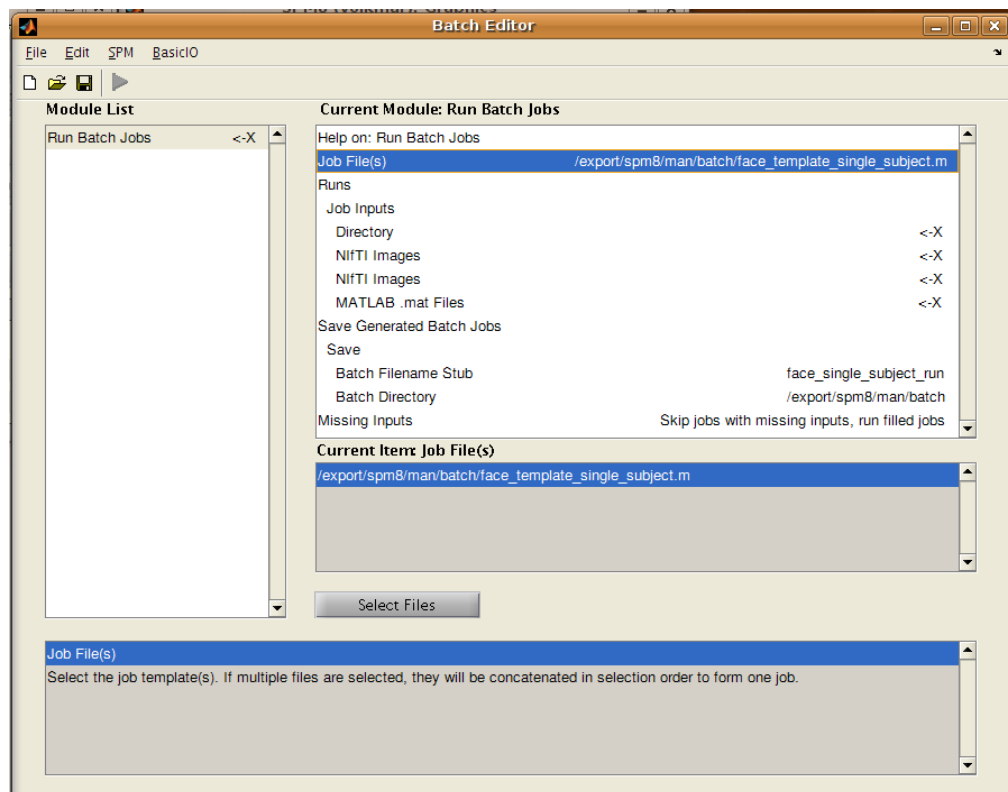 Batch Editor
File Edit SPM BasicIO
Module List
Run Batch Jobs <-X
Current Module: Run Batch Jobs
Help on: Run Batch Jobs
Job File(s) /export/spm8/man/batch/face_template_single_subject.m
Runs
Job Inputs
Directory <-X
NIfTI Images <-X
NIfTI Images <-X
MATLAB .mat Files <-X
Save Generated Batch Jobs
Save
Batch Filename Stub face_single_subject_run
Batch Directory /export/spm8/man/batch
Missing Inputs Skip jobs with missing inputs, run filled jobs
Current Item: Job File(s)
/export/spm8/man/batch/face_template_single_subject.m
Select Files
Job File(s)
Select the job template(s). If multiple files are selected, they will be concatenated in selection order to form one job.